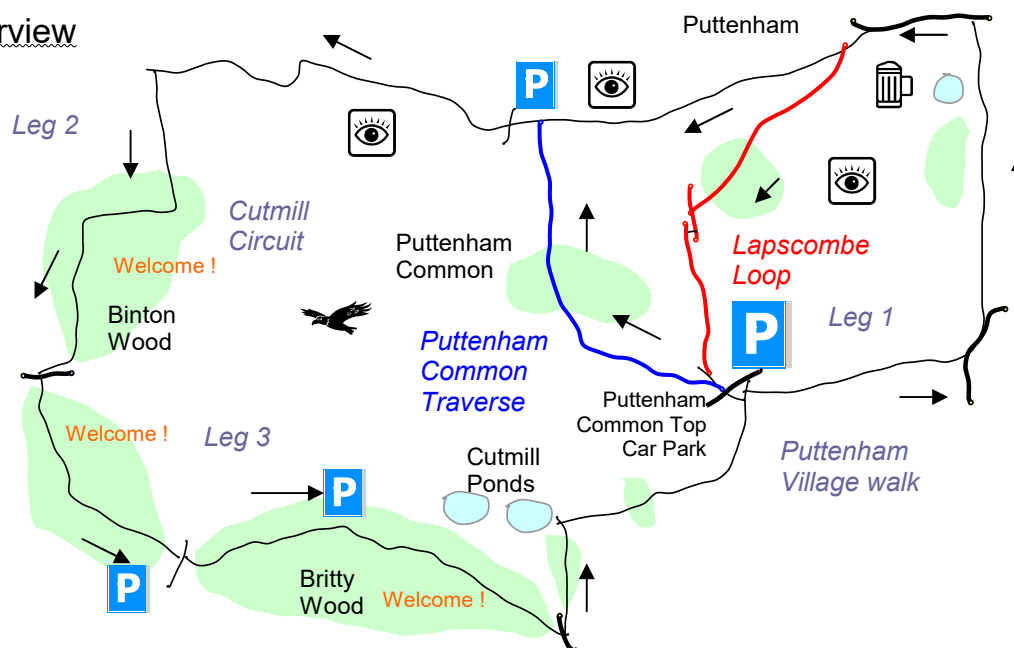 rview
Puttenham
P
Leg 2
Cutmill
Circuit
Puttenham
Common
Welcome !
Binton
Wood
Lapscombe
Loop
P
Leg 1
Puttenham
Common
Traverse
Puttenham
Common Top
Car Park
Welcome !
Leg 3
Cutmill
Ponds
Puttenham
Village walk
P
P
Britty
Wood
Welcome !